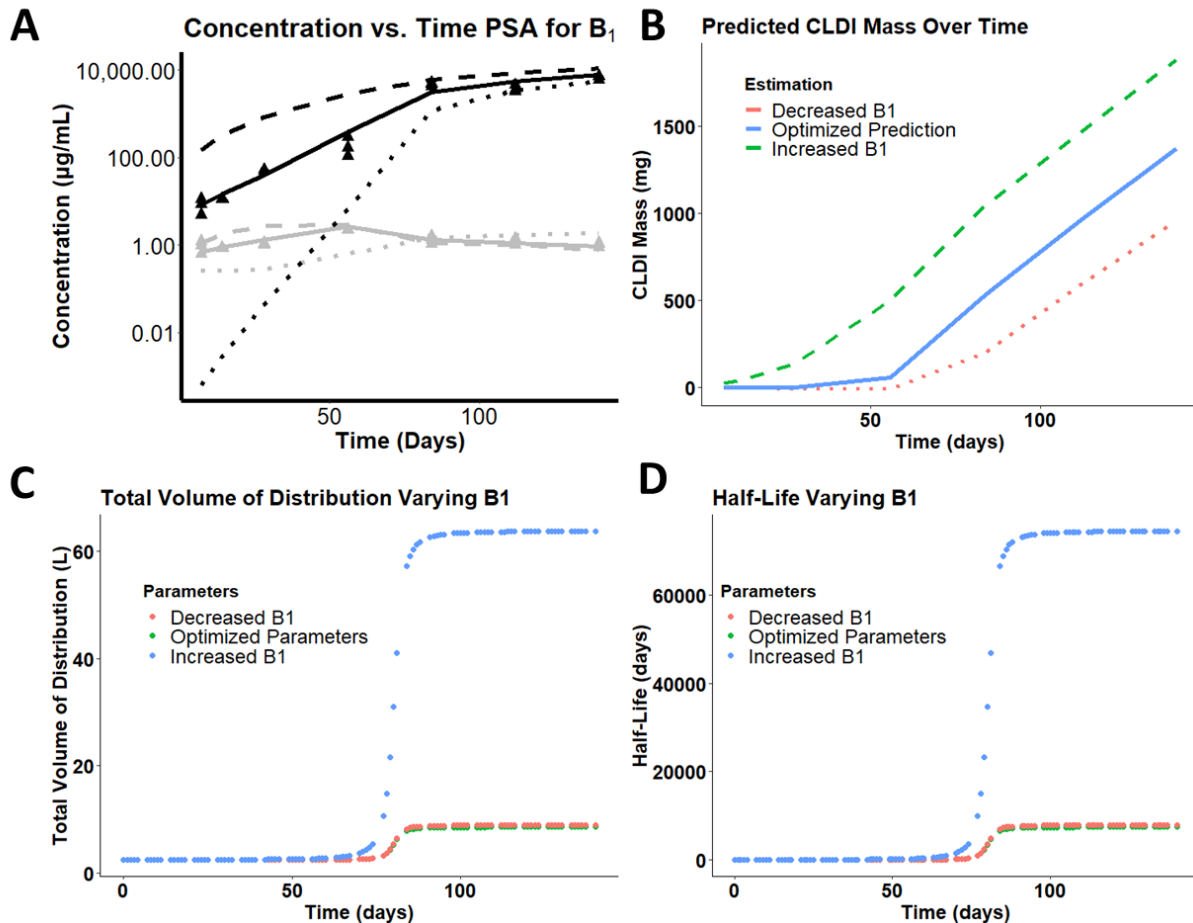 A
Concentration vs. Time PSA for B₁
Concentration (µg/mL)
10,000.00
100.00
1.00
0.01
50
100
Time (Days)
B
Predicted CLDI Mass Over Time
CLDI Mass (mg)
1500
1000
500
0
Estimation
Decreased B1
Optimized Prediction
Increased B1
50
100
Time (days)
C
Total Volume of Distribution Varying B1
Total Volume of Distribution (L)
60
40
20
0
Parameters
Decreased B1
Optimized Parameters
Increased B1
0
50
100
Time (days)
D
Half-Life Varying B1
Half-Life (days)
60000
40000
20000
0
Parameters
Decreased B1
Optimized Parameters
Increased B1
0
50
100
Time (days)